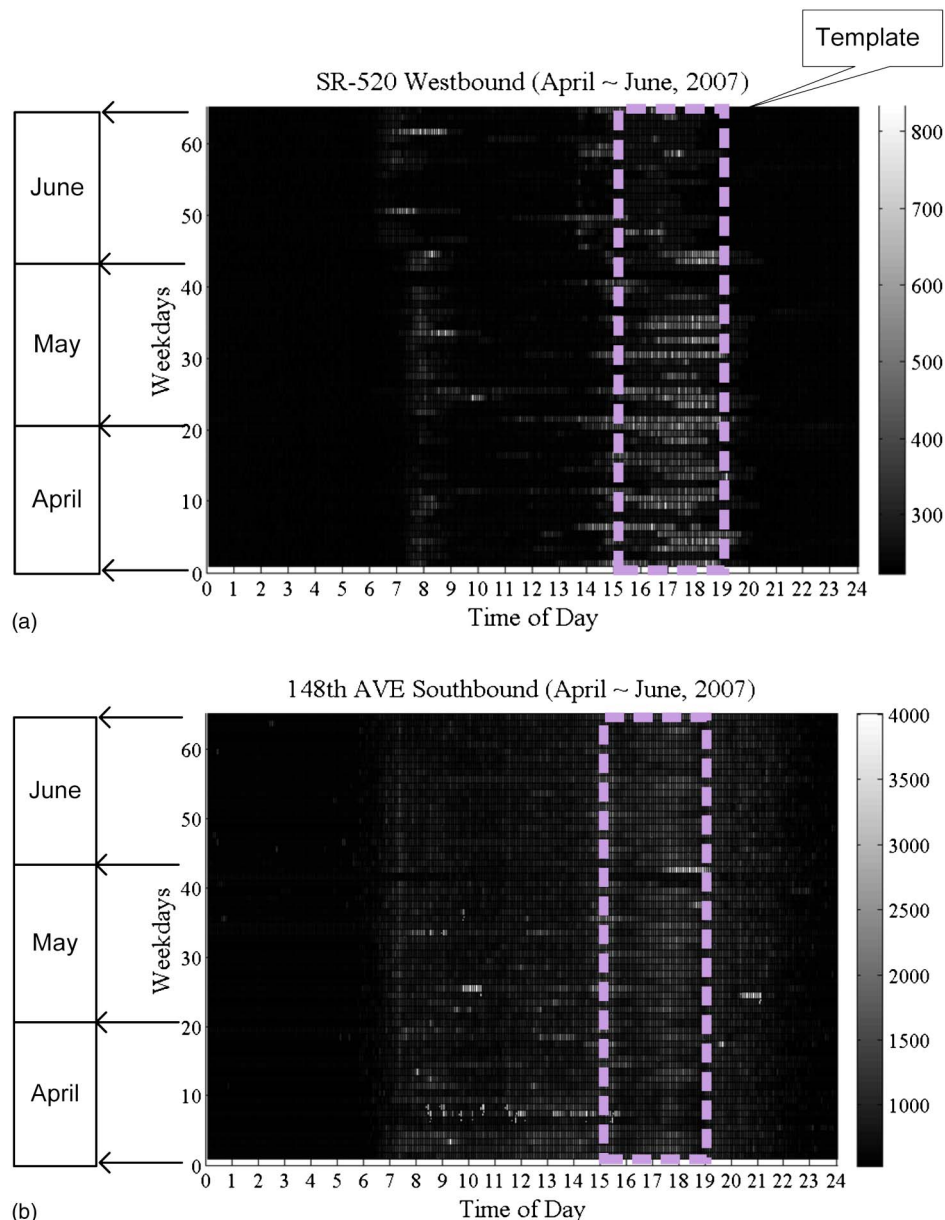 Template
SR-520 Westbound (April ~ June, 2007)
June
May
April
Weekdays
60
50
40
30
20
10
0
0 1 2 3 4 5 6 7 8 9 10 11 12 13 14 15 16 17 18 19 20 21 22 23 24
Time of Day
800
700
600
500
400
300
(a)
148th AVE Southbound (April ~ June, 2007)
June
May
April
Weekdays
60
50
40
30
20
10
0
0 1 2 3 4 5 6 7 8 9 10 11 12 13 14 15 16 17 18 19 20 21 22 23 24
Time of Day
4000
3500
3000
2500
2000
1500
1000
(b)